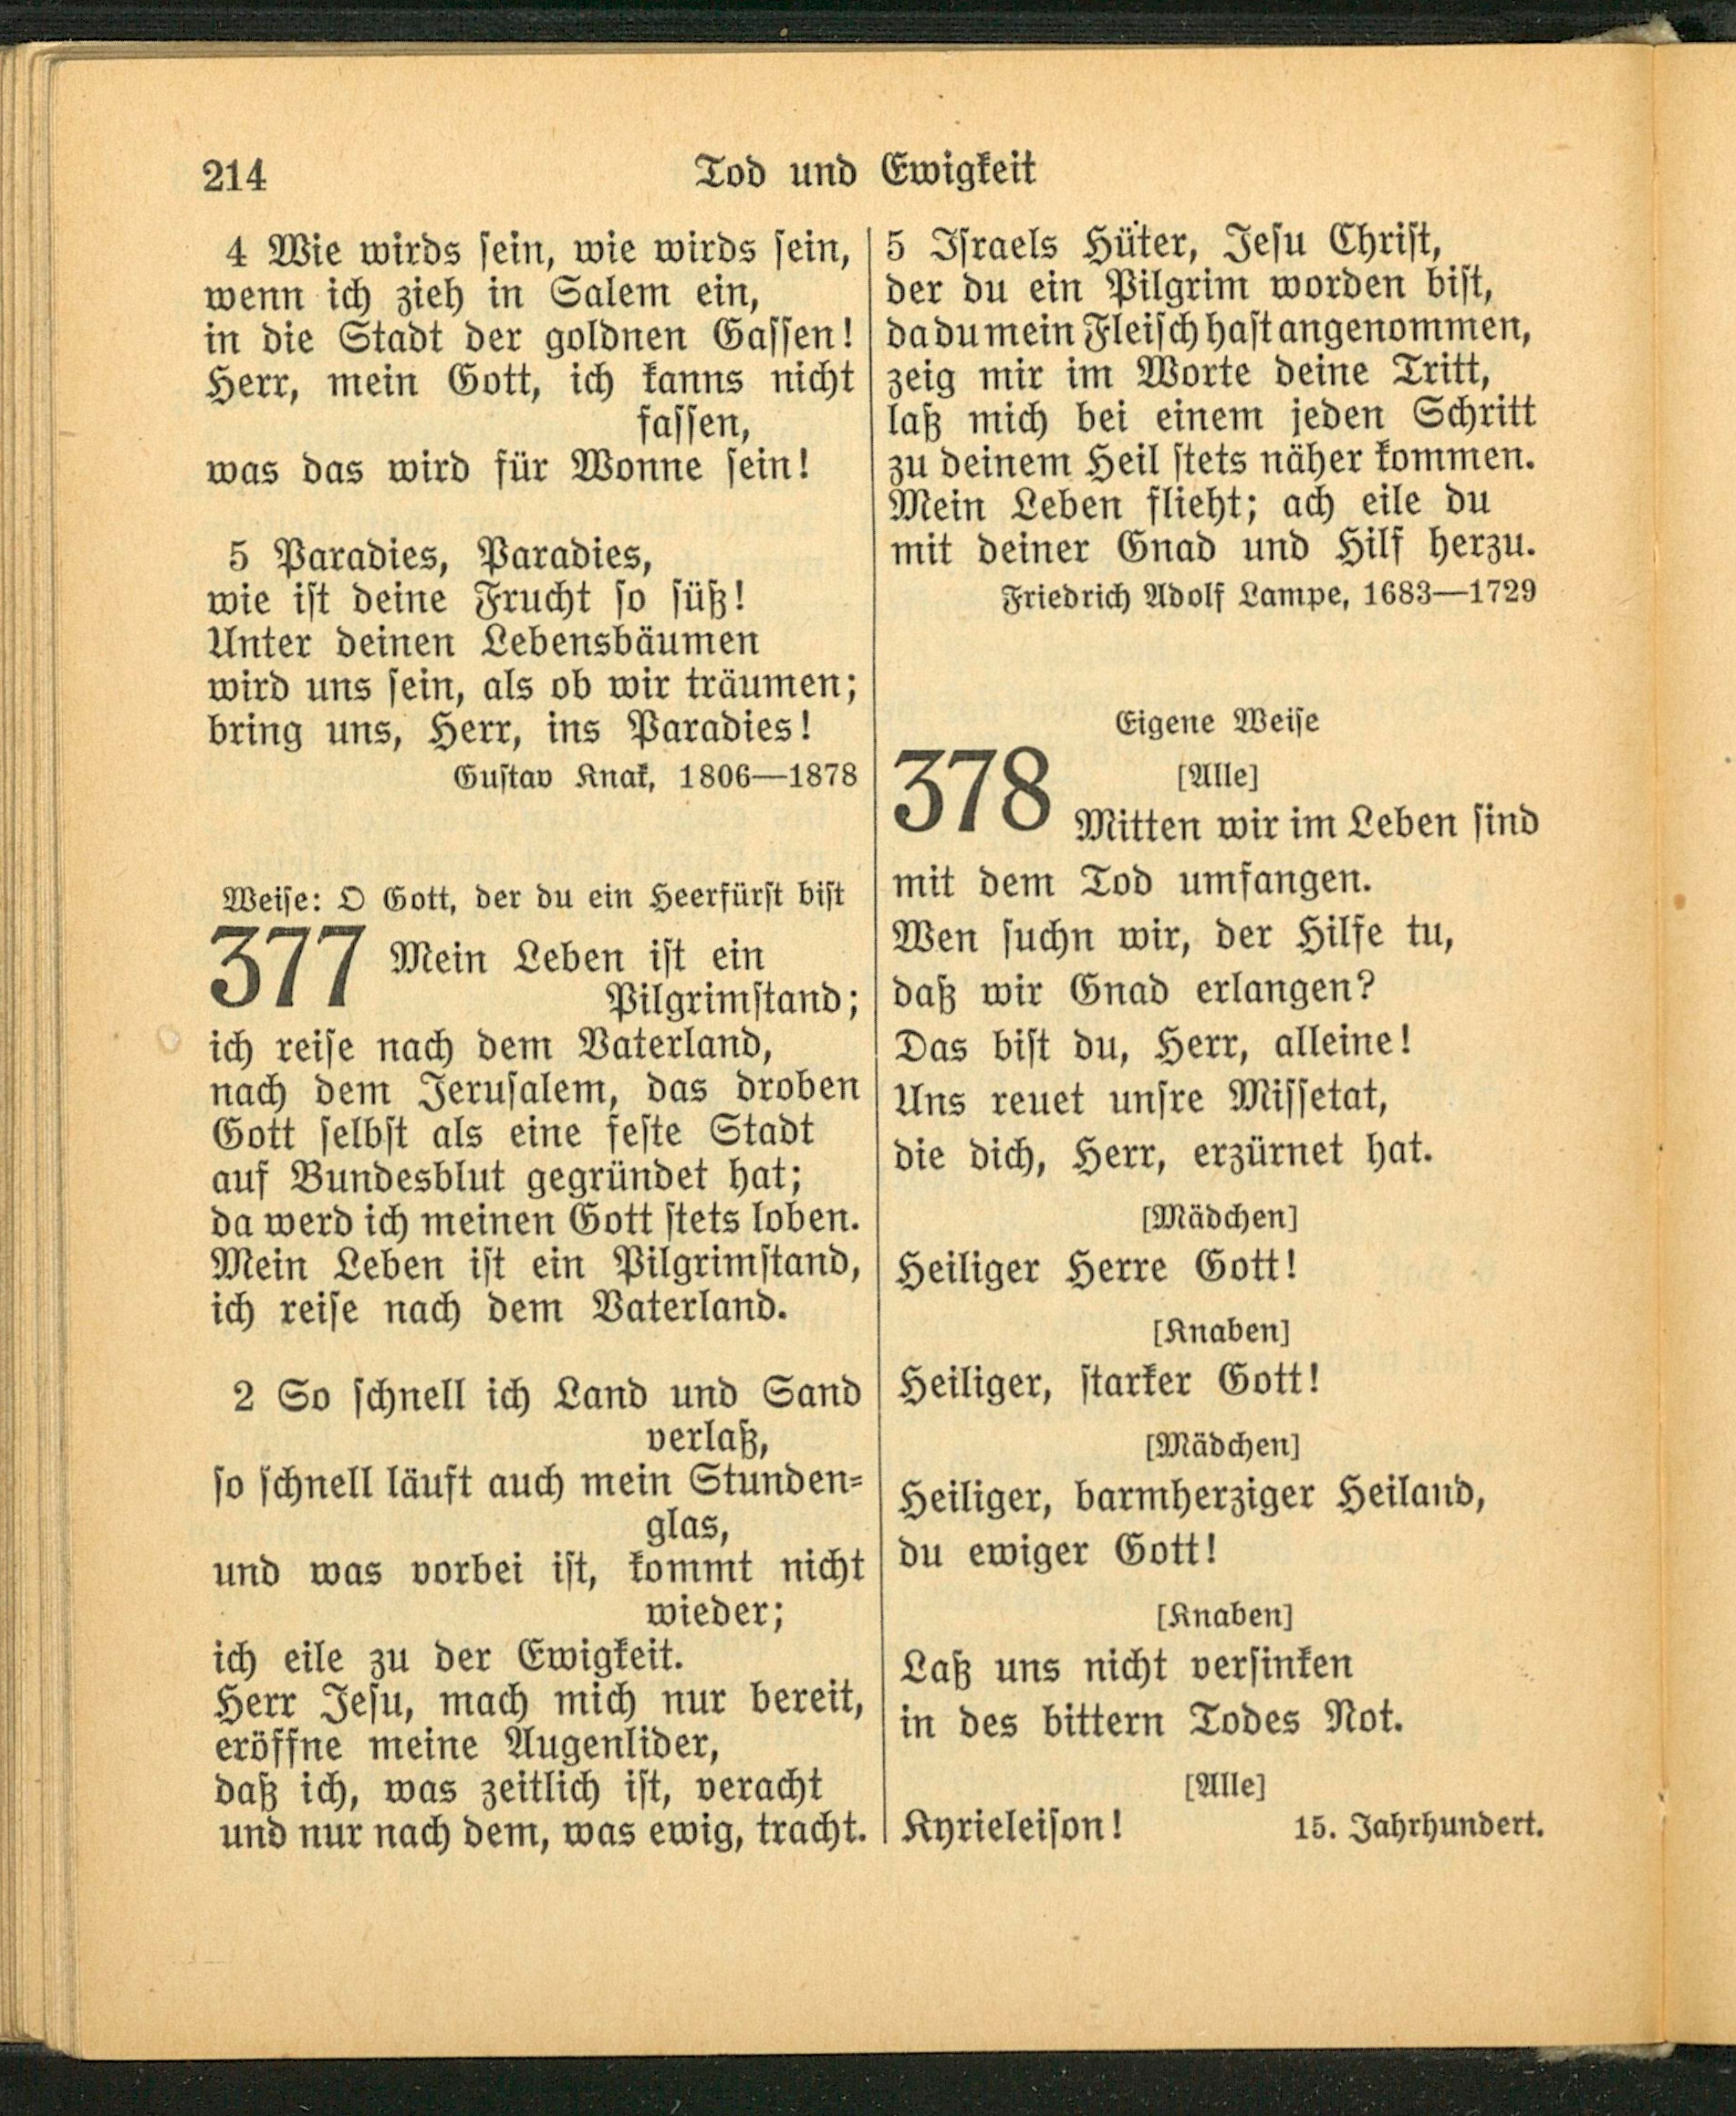 214
Tod und Ewigkeit
4 Wie wirds sein, wie wirds sein,
wenn ich zieh in Salem ein,
in die Stadt der goldnen Gassen!
Herr, mein Gott, ich kanns nicht
fassen,
was das wird für Wonne sein!
5 Paradies, Paradies,
wie ist deine Frucht so süß!
Unter deinen Lebensbäumen
wird uns sein, als ob wir träumen;
bring uns, Herr, ins Paradies!
Gustav Knak, 1806—1878
Weise: O Gott, der du ein Heerfürst bist
377 Mein Leben ist ein
Pilgrimstand;
ich reise nach dem Vaterland,
nach dem Jerusalem, das droben
Gott selbst als eine feste Stadt
auf Bundesblut gegründet hat;
da werd ich meinen Gott stets loben.
Mein Leben ist ein Pilgrimstand,
ich reise nach dem Vaterland.
2 So schnell ich Land und Sand
verlaß,
so schnell läuft auch mein Stunden-
glas,
und was vorbei ist, kommt nicht
wieder;
ich eile zu der Ewigkeit.
Herr Jesu, mach mich nur bereit,
eröffne meine Augenlider,
daß ich, was zeitlich ist, veracht
und nur nach dem, was ewig, tracht.
5 Israels Hüter, Jesu Christ,
der du ein Pilgrim worden bist,
da du mein Fleisch hast angenommen,
zeig mir im Worte deine Tritt,
laß mich bei einem jeden Schritt
zu deinem Heil stets näher kommen.
Mein Leben flieht; ach eile du
mit deiner Gnad und Hilf herzu.
Friedrich Adolf Lampe, 1683—1729
Eigene Weise
378
[Alle]
Mitten wir im Leben sind
mit dem Tod umfangen.
Wen suchn wir, der Hilfe tu,
daß wir Gnad erlangen?
Das bist du, Herr, alleine!
Uns reuet unsre Missetat,
die dich, Herr, erzürnet hat.
[Mädchen]
Heiliger Herre Gott!
[Knaben]
Heiliger, starker Gott!
[Mädchen]
Heiliger, barmherziger Heiland,
du ewiger Gott!
[Knaben]
Laß uns nicht versinken
in des bittern Todes Not.
[Alle]
Kyrieleison! 15. Jahrhundert.